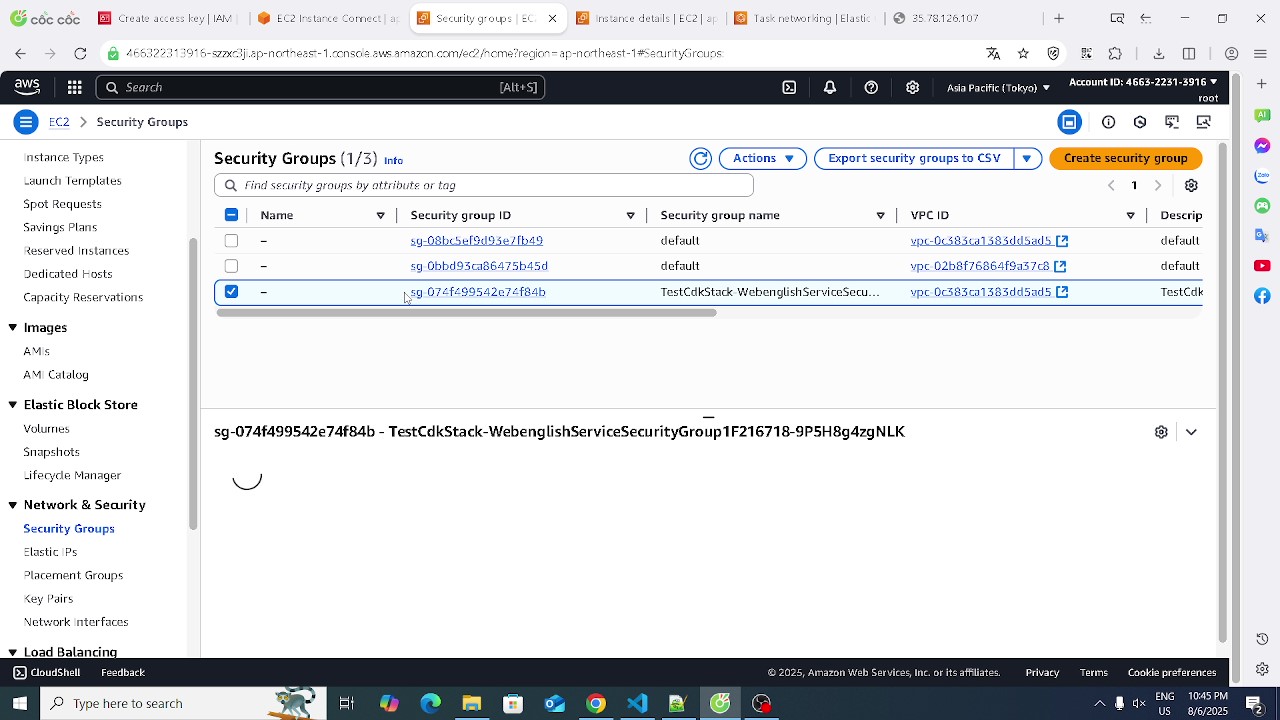 cốc cốc
Create access key | IAM
EC2 Instance Connect | ap
Security groups | EC
Instance details | EC2 | ap
Task networking | Elastic
35.78.126.107
466322313916-szzxo3ji.ap-northeast-1.console.aws.amazon.com/ec2/home?region=ap-northeast-1#SecurityGroups:
aws
Search
[Alt+S]
Asia Pacific (Tokyo)
Account ID: 4663-2231-3916
root
EC2
Security Groups
Instance Types
Launch Templates
Spot Requests
Savings Plans
Reserved Instances
Dedicated Hosts
Capacity Reservations
Images
AMIs
AMI Catalog
Elastic Block Store
Volumes
Snapshots
Lifecycle Manager
Network & Security
Security Groups
Elastic IPs
Placement Groups
Key Pairs
Network Interfaces
Load Balancing
Security Groups (1/3) Info
Actions
Export security groups to CSV
Create security group
Find security groups by attribute or tag
1
Name Security group ID Security group name VPC ID Descrip
– sg-08bc5ef9d93e7fb49 default vpc-0c383ca1383dd5ad5 default
– sg-0bbd93ca86475b45d default vpc-02b8f76864f9a37c8 default
– sg-074f499542e74f84b TestCdkStack-WebenglishServiceSecu... vpc-0c383ca1383dd5ad5 TestCdk
sg-074f499542e74f84b - TestCdkStack-WebenglishServiceSecurityGroup1F216718-9P5H8g4zgNLK
CloudShell
Feedback
© 2025, Amazon Web Services, Inc. or its affiliates.
Privacy
Terms
Cookie preferences
Type here to search
ENG
US
10:45 PM
8/6/2025
2